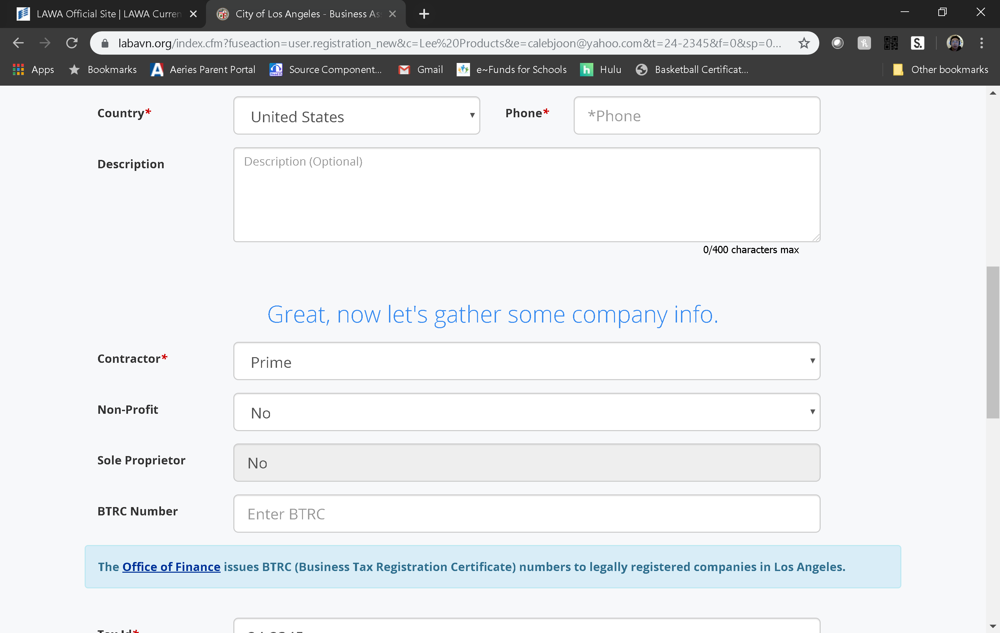 LAWA Official Site | LAWA Curren
City of Los Angeles - Business As
labavn.org/index.cfm?fuseaction=user.registration_new&c=Lee%20Products&e=calebjoon@yahoo.com&t=24-2345&f=0&sp=0...
Apps Bookmarks Aeries Parent Portal Source Component... Gmail e~Funds for Schools Hulu Basketball Certificat... Other bookmarks
Country* United States Phone* *Phone
Description Description (Optional)
0/400 characters max
Great, now let's gather some company info.
Contractor* Prime
Non-Profit No
Sole Proprietor No
BTRC Number Enter BTRC
The Office of Finance issues BTRC (Business Tax Registration Certificate) numbers to legally registered companies in Los Angeles.
Tax Id* 24-2345